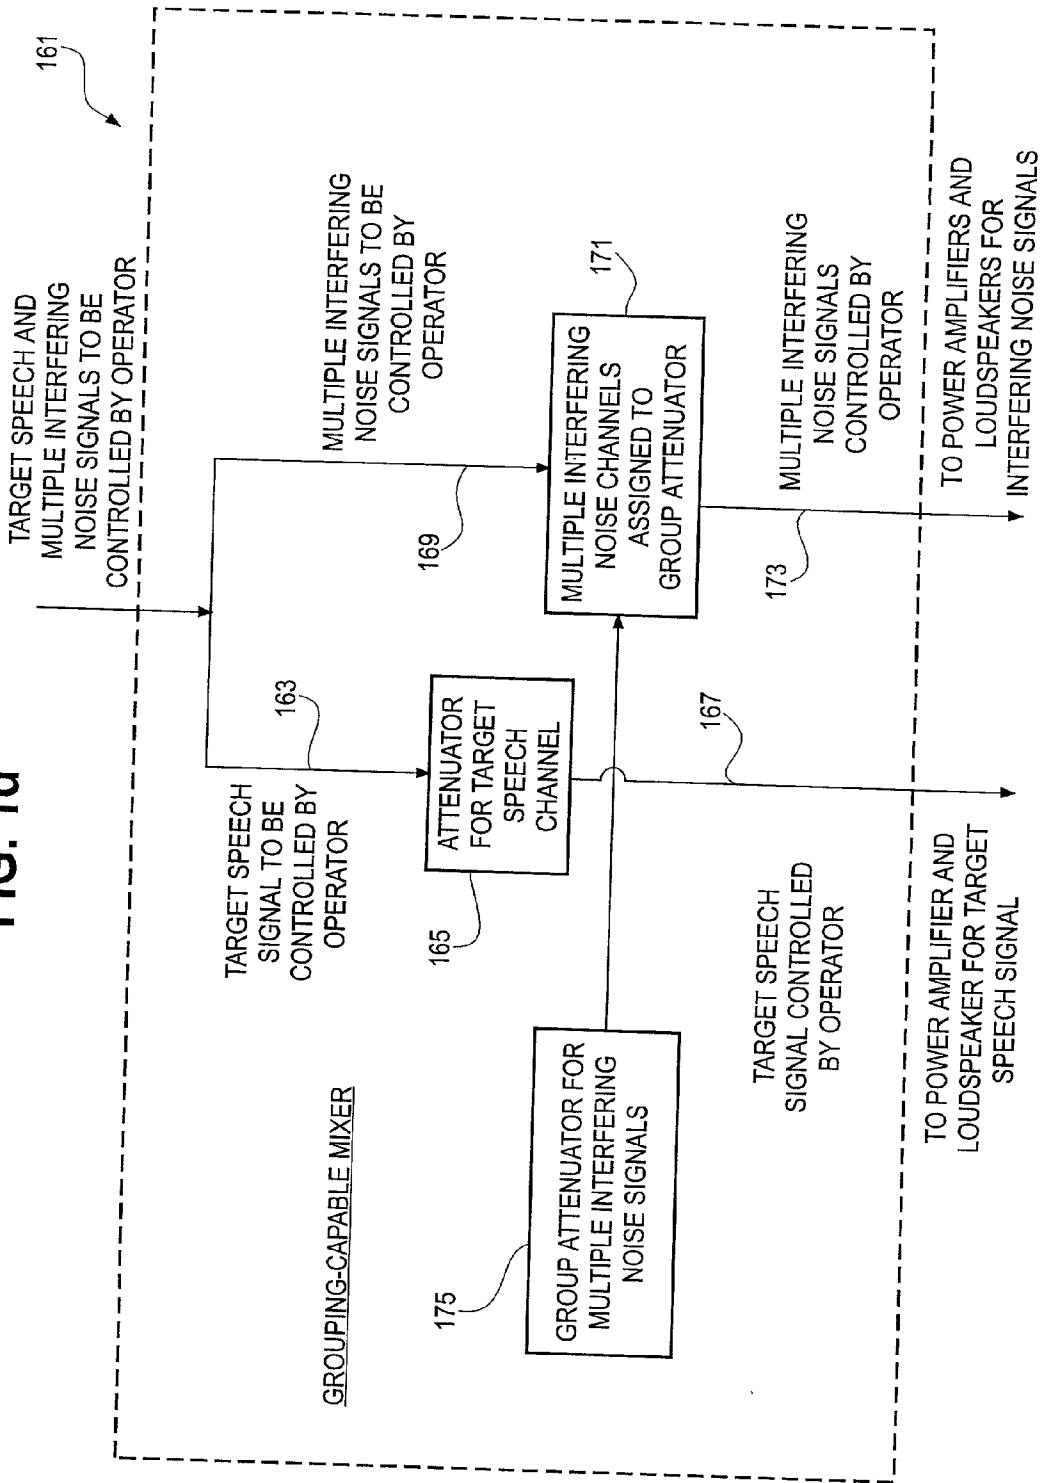 FIG.
161
TARGET SPEECH AND
MULTIPLE INTERFERING
NOISE SIGNALS TO BE
CONTROLLED BY OPERATOR
GROUPING-CAPABLE MIXER
TARGET SPEECH
SIGNAL TO BE
CONTROLLED BY
OPERATOR
163
MULTIPLE INTERFERING
NOISE SIGNALS TO BE
CONTROLLED BY
OPERATOR
169
165
ATTENUATOR
FOR TARGET
SPEECH
CHANNEL
171
MULTIPLE INTERFERING
NOISE CHANNELS
ASSIGNED TO
GROUP ATTENUATOR
175
GROUP ATTENUATOR FOR
MULTIPLE INTERFERING
NOISE SIGNALS
TARGET SPEECH
SIGNAL CONTROLLED
BY OPERATOR
167
173
MULTIPLE INTERFERING
NOISE SIGNALS
CONTROLLED BY
OPERATOR
TO POWER AMPLIFIER AND
LOUDSPEAKER FOR TARGET
SPEECH SIGNAL
TO POWER AMPLIFIERS AND
LOUDSPEAKERS FOR
INTERFERING NOISE SIGNALS